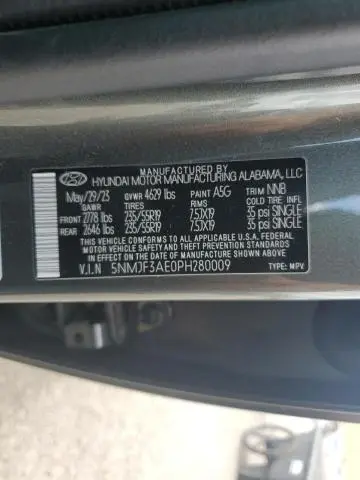 MANUFACTURED BY
HYUNDAI MOTOR MANUFACTURING ALABAMA, LLC
May/29/23 GVWR 4629 lbs PAINT A5G TRIM NNB
GAWR TIRES RIMS COLD TIRE INFL
FRONT 2778 lbs 235/55R19 7.57X19 35 psi SINGLE
REAR 2646 lbs 235/55R19 7.57X19 35 psi SINGLE
THIS VEHICLE CONFORMS TO ALL APPLICABLE U.S.A. FEDERAL
MOTOR VEHICLE SAFETY AND THEFT PREVENTION STANDARDS
IN EFFECT ON THE DATE OF MANUFACTURE SHOWN ABOVE.
V.I.N 5NMJF3AE0PH280009 TYPE: MPV